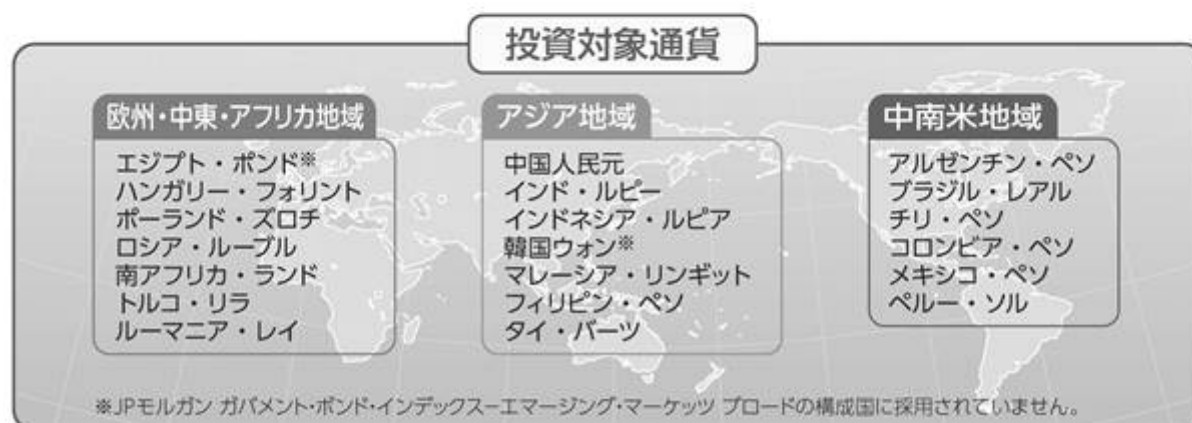 投資対象通貨
欧州・中東・アフリカ地域
エジプト・ポンド※
ハンガリー・フォリント
ポーランド・ズロチ
ロシア・ルーブル
南アフリカ・ランド
トルコ・リラ
ルーマニア・レイ
アジア地域
中国人民元
インド・ルピー
インドネシア・ルピア
韓国ウォン※
マレーシア・リンギット
フィリピン・ペソ
タイ・バーツ
中南米地域
アルゼンチン・ペソ
ブラジル・レアル
チリ・ペソ
コロンビア・ペソ
メキシコ・ペソ
ペルー・ソル
※JPモルガン ガバメント・ボンド・インデックス－エマージング・マーケッツ ブロードの構成国に採用されていません。